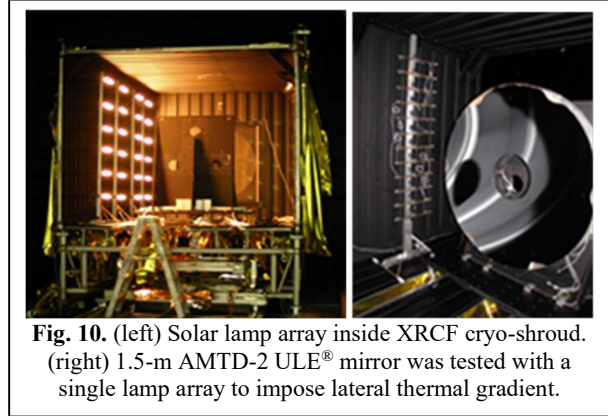 Fig. 10. (left) Solar lamp array inside XRCF cryo-shroud.
(right) 1.5-m AMTD-2 ULE® mirror was tested with a
single lamp array to impose lateral thermal gradient.